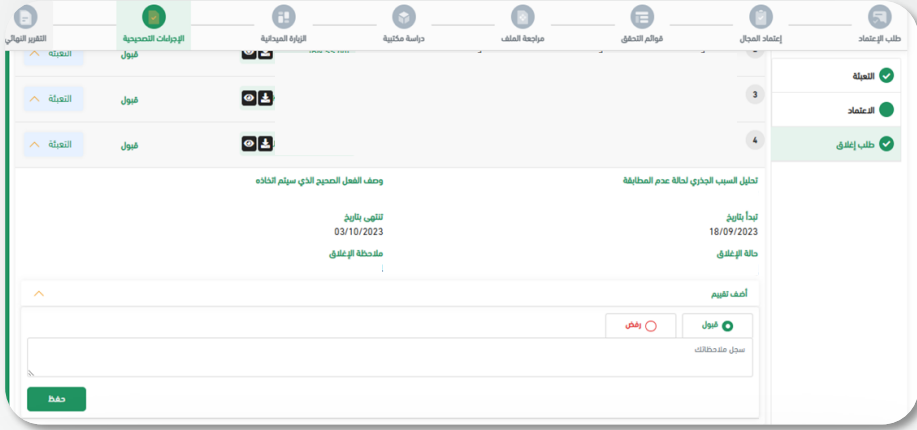 طلب الإعتماد
إعتماد المجال
قوائم التحقق
مراجعة الملف
دراسة مكتبية
الزيارة الميدانية
الإجراءات التصحيحية
التقرير النهائي
التعبئة
الاعتماد
طلب إغلاق
قبول
التعبئة
3
قبول
التعبئة
4
قبول
التعبئة
تحليل السبب الجذري لحالة عدم المطابقة
وصف الفعل الصحيح الذي سيتم اتخاذه
تبدأ بتاريخ
تنتهى بتاريخ
18/09/2023
03/10/2023
حالة الإغلاق
ملاحظة الإغلاق
أضف تقييم
قبول
رفض
سجل ملاحظاتك
حفظ